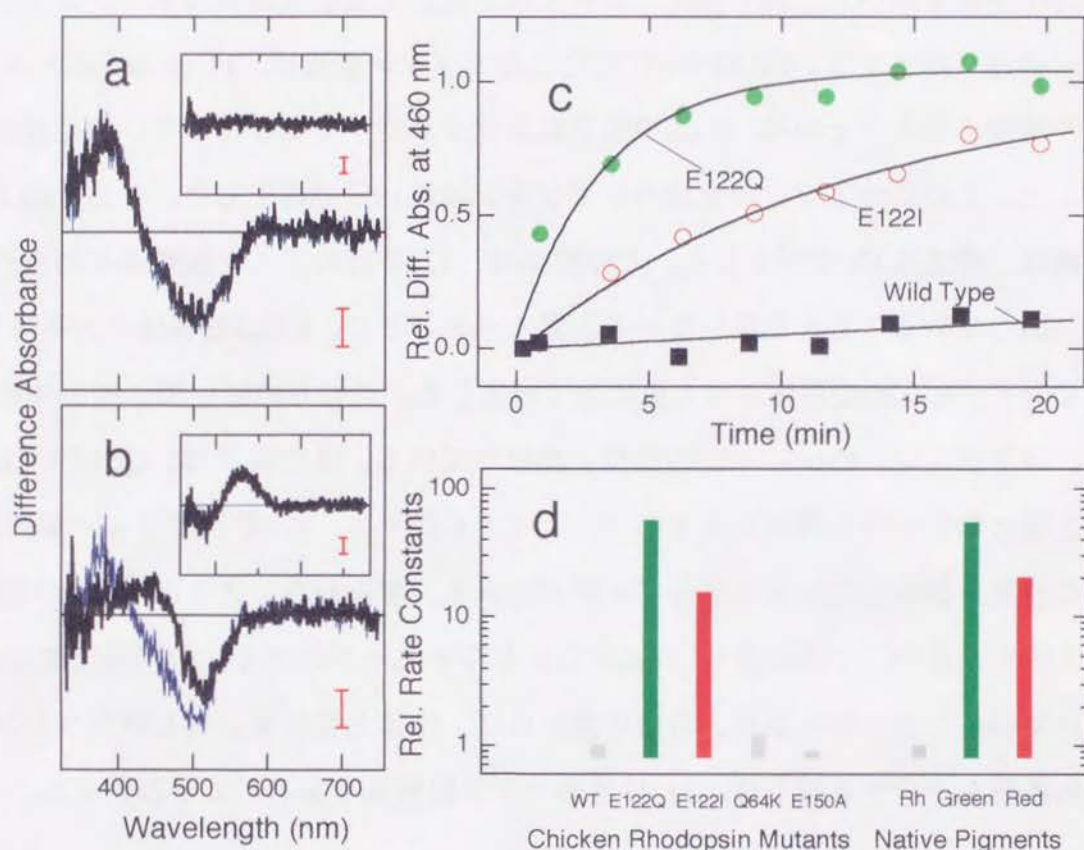 a
Difference Absorbance
b
400 500 600 700
Wavelength (nm)
c
Rel. Diff. Abs. at 460 nm
1.0
0.5
0.0
E122Q
E122I
Wild Type
0 5 10 15 20
Time (min)
d
Rel. Rate Constants
100
10
1
WT E122Q E122I Q64K E150A Rh Green Red
Chicken Rhodopsin Mutants Native Pigments